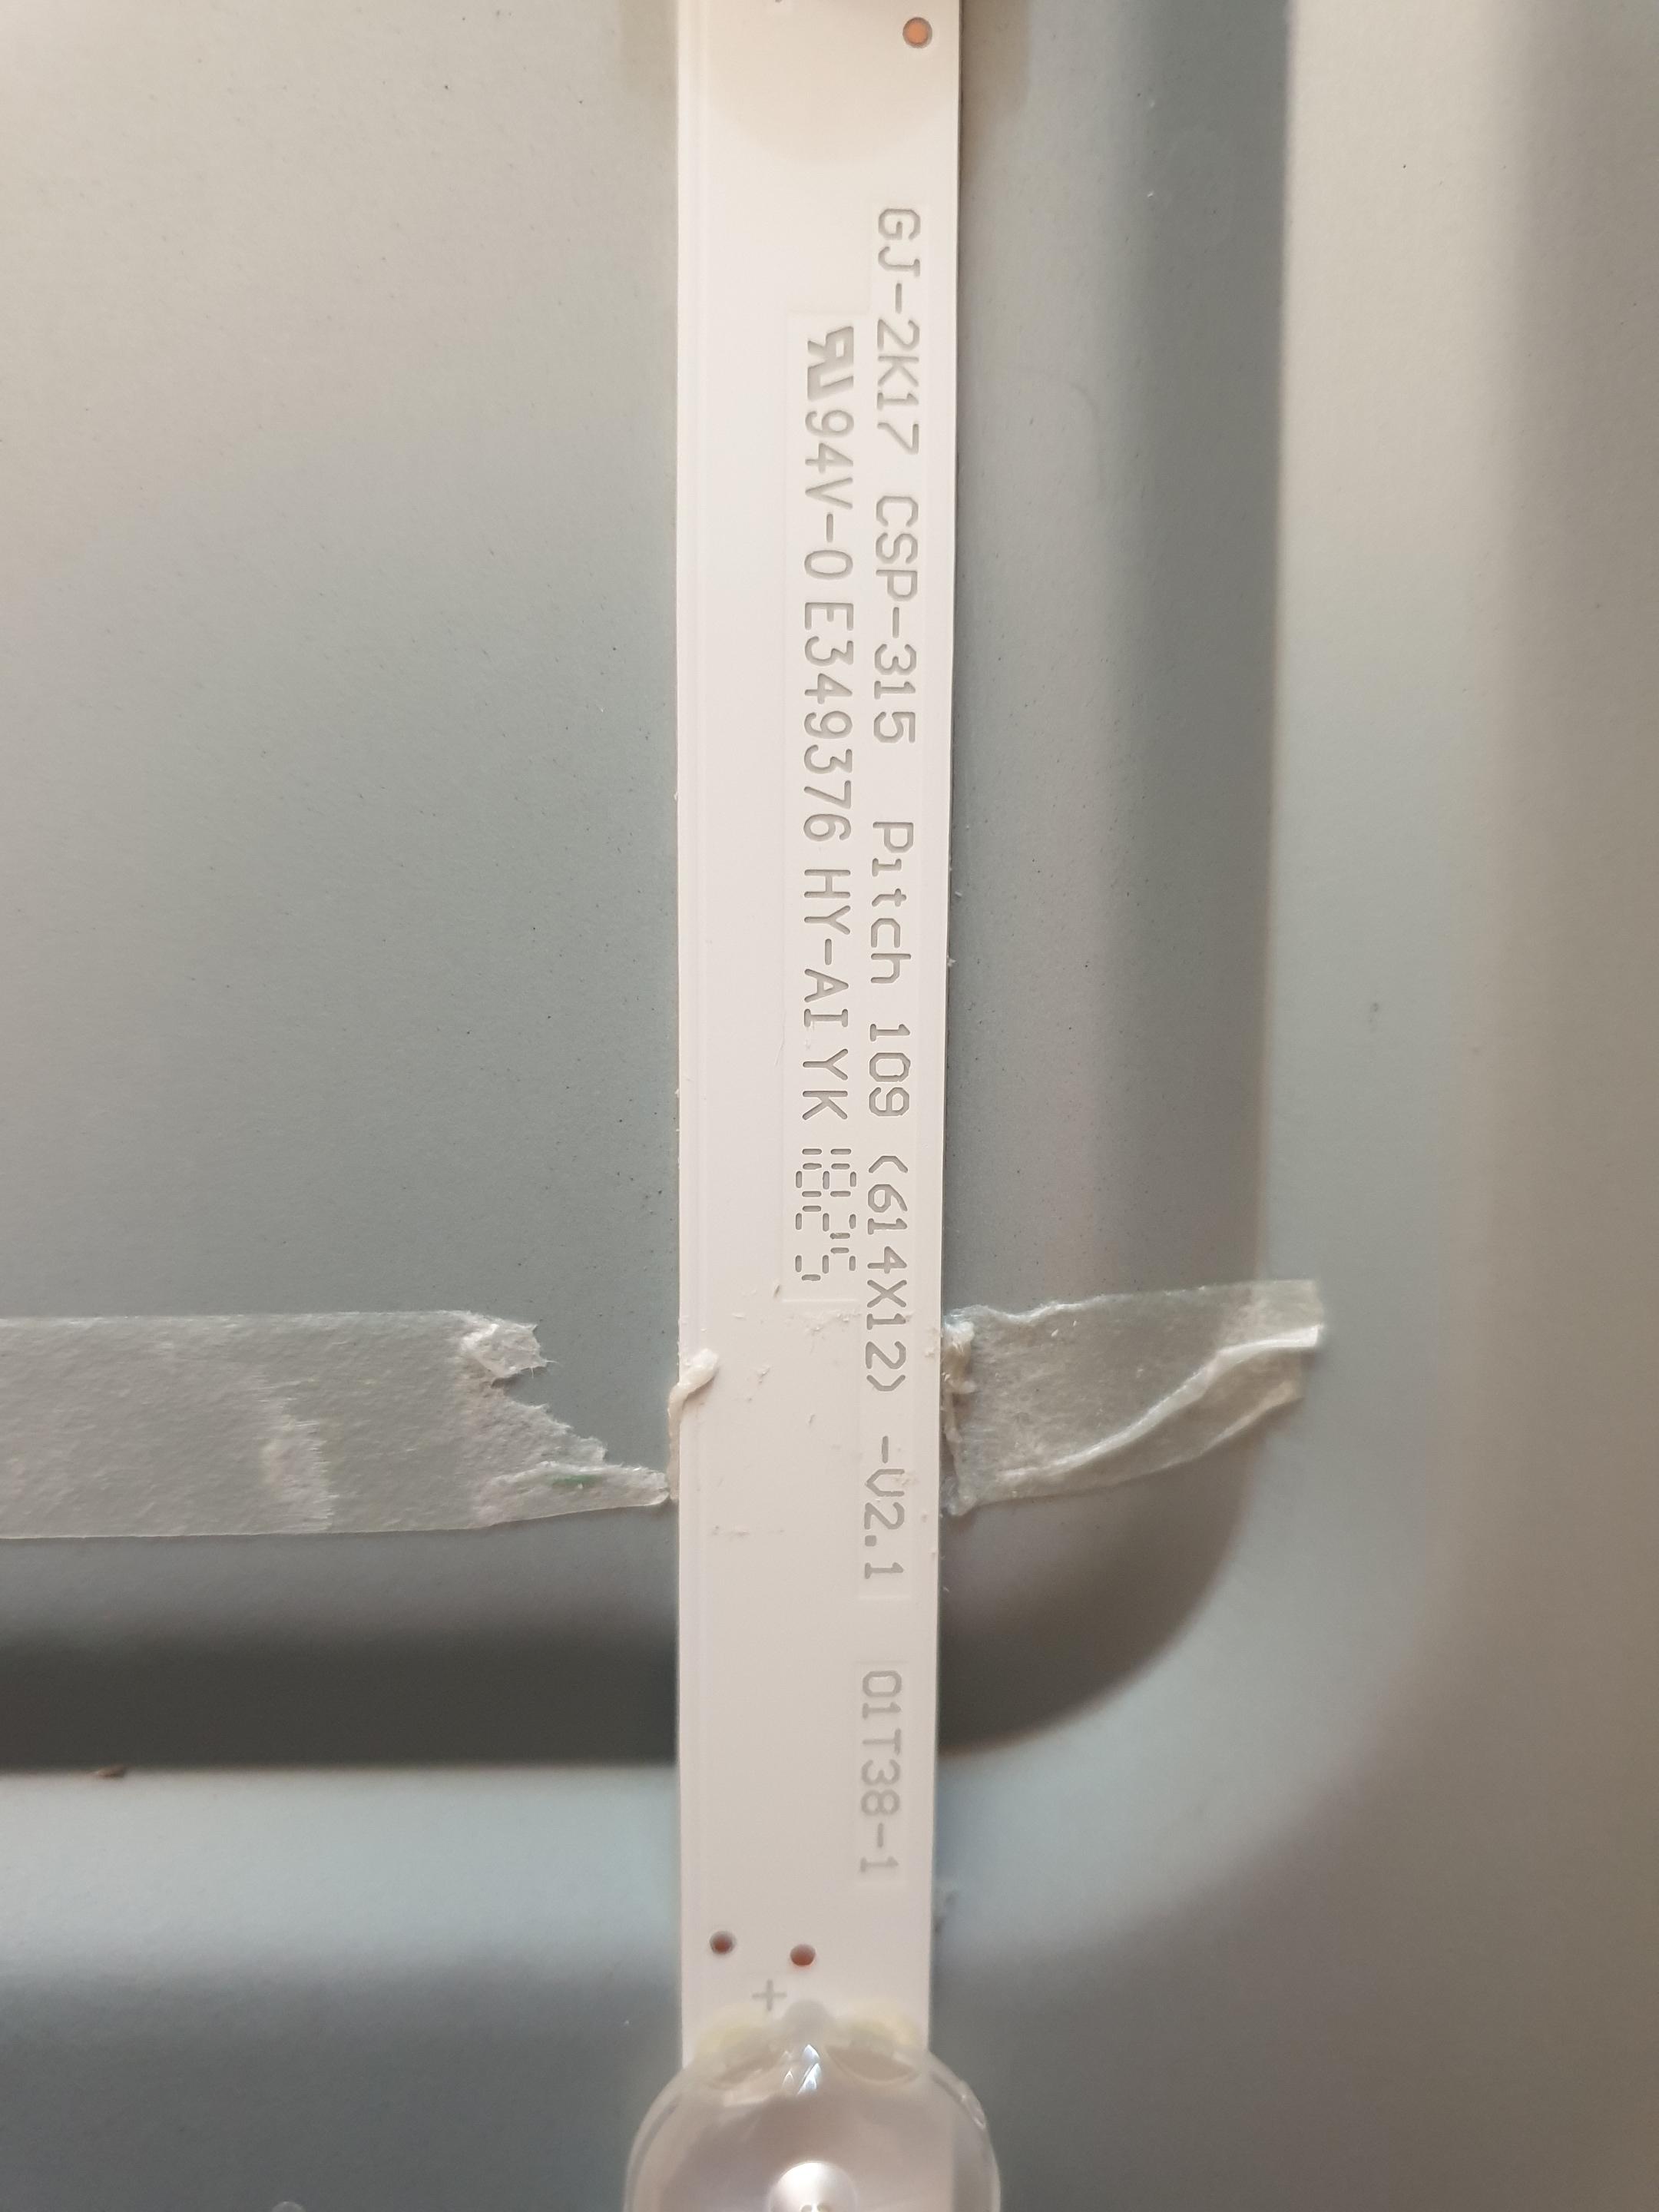 GJ-2K17 CSP-315 Pitch 109 (614X12) -V2.1 01T38-1
94V-0 E349376 HY-AI YK
+